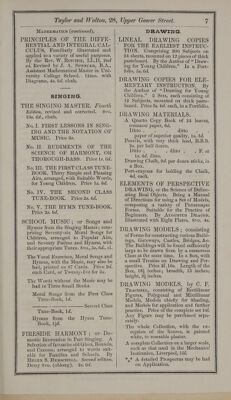 Taylor and Walton, 28, Upper Gower Street. 7
Mathematics (continued).
PRINCIPLES OF THE DIFFERENTIAL AND INTEGRAL CALCULUS, Familiarly illustrated and applied to a variety of useful purposes. By the Rev. W. Ritchie, LL.D. 2nd ed. Revised by J. A. Spencer, B.A., Assistant Mathematical Master in University College School. 12mo. with Diagrams, 4s. 6d. cloth.
SINGING.
THE SINGING MASTER. Fourth Edition, revised and corrected. 8vo.
No. I. FIRST LESSONS IN SINGING AND THE NOTATION OF MUSIC. Price
No. II. RUDIMENTS OF THE SCIENCE OF HARMONY, OR THOROUGH-BASS. Price 1s. 6d.
No. III. THE FIRST CLASS TUNE-BOOK. Thirty Simple and Pleasing Airs, arranged, with Suitable Words, for Young Children. Price 1s. 6d.
No. IV. THE SECOND CLASS TUNE-BOOK. Price 2s. 6d.
No. V. THE HYMN TUNE-BOOK. Price 2s. 6d.
SCHOOL MUSIC; or Songs and Hymns from the Singing Master; comprising Seventy-six Moral Songs for Children, arranged to Popular Airs, and Seventy Psalms and Hymns with their appropriate Tunes. 8vo.
The Vocal Exercises, Moral Songs and Hymns, with the Music, may also be had, printed on Cards. Price 2d. each Card, or Twenty-five for 3s.
The Words without the Music may be had in Three Small Books
Moral Songs from the First Class Tune-Book, 1d.
Second Class Tune-Book, 1d.
Hymns from the Hymn Tune-Book, 1½d.
FIRESIDE HARMONY; or Domestic Recreation in Part Singing. A Selection of favourite old Glees, Rounds, and Canons; arranged to words suitable for Families and Schools. By Helen S. Herschell. Second edition. Demy 8vo. (oblong). 2s. 6d.
DRAWING.
LINEAL DRAWING COPIES FOR THE EARLIEST INSTRUCTION. Comprising 200 Subjects on 24 sheets, mounted on 12 pieces of thick pasteboard. By the Author of "Drawing for Young Children." In a Portfolio, 5s. 6d.
DRAWING COPIES FOR ELEMENTARY INSTRUCTION. By the Author of "Drawing for Young Children." 2 Sets, each consisting of 12 Subjects, mounted on thick pasteboard. Price 3s. 6d. each, in a Portfolio.
DRAWING MATERIALS.
A Quarto Copy Book of 24 leaves, common paper, 6d.
Ditto ditto ditto paper of superior quality, 1s. 3d.
Pencils, with very thick lead, B.B.B. 2s. per half dozen.
Ditto ditto ditto F. at 1s. 6d. ditto.
Drawing Chalk, 6d. per dozen sticks, in a Box.
Port-crayons for holding the Chalk, 4d. each.
ELEMENTS OF PERSPECTIVE DRAWING, or the Science of Delineating Real Objects. Being a Manual of Directions for using a Set of Models, composing a variety of Picturesque Forms. Suitable for the Practice of Beginners. By Augustus Deacon. Illustrated with Eight Plates. 8vo. 4s.
DRAWING MODELS; consisting of Forms for constructing various Buildings, Gateways, Castles, Bridges, &c. The Buildings will be found sufficiently large to be drawn from by a numerous Class at the same time. In a Box, with a small Treatise on Drawing and Perspective. Price £2. 10s. Length of the Box, 18½ inches; breadth, 13 inches; height, 8½ inches.
DRAWING MODELS, by C. F. Trachsel, consisting of Rectilinear Figures, Polygonal and Mixtilinear Models, Models chiefly for Shading, and Models for application and further practice. Price of the complete set
Any Figure may be purchased separately.
The whole Collection, with the exception of the houses, is painted white, to resemble plaster.
A complete Collection on a larger scale, such as that used in the Mechanics' Institution, Liverpool,
*** A detailed Prospectus may be had on Application.